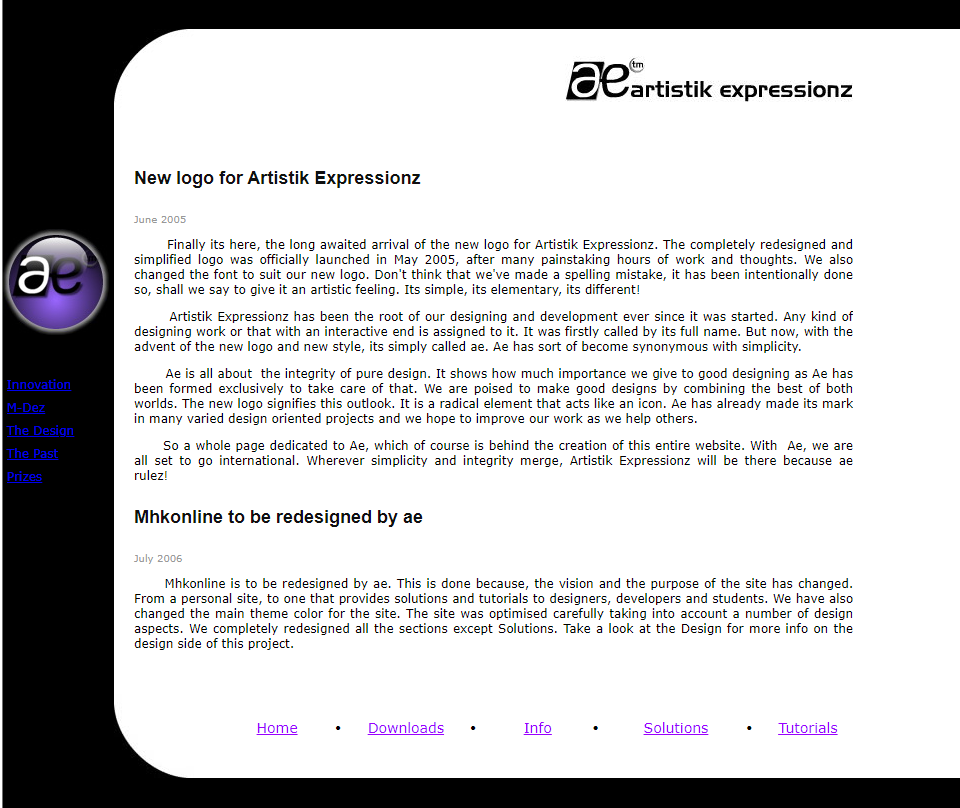 ae tm artistik expressionz
New logo for Artistik Expressionz
June 2005
Finally its here, the long awaited arrival of the new logo for Artistik Expressionz. The completely redesigned and
simplified logo was officially launched in May 2005, after many painstaking hours of work and thoughts. We also
changed the font to suit our new logo. Don't think that we've made a spelling mistake, it has been intentionally done
so, shall we say to give it an artistic feeling. Its simple, its elementary, its different!
Artistik Expressionz has been the root of our designing and development ever since it was started. Any kind of
designing work or that with an interactive end is assigned to it. It was firstly called by its full name. But now, with the
advent of the new logo and new style, its simply called ae. Ae has sort of become synonymous with simplicity.
Ae is all about the integrity of pure design. It shows how much importance we give to good designing as Ae has
been formed exclusively to take care of that. We are poised to make good designs by combining the best of both
worlds. The new logo signifies this outlook. It is a radical element that acts like an icon. Ae has already made its mark
in many varied design oriented projects and we hope to improve our work as we help others.
So a whole page dedicated to Ae, which of course is behind the creation of this entire website. With Ae, we are
all set to go international. Wherever simplicity and integrity merge, Artistik Expressionz will be there because ae
rulez!
Mhkonline to be redesigned by ae
July 2006
Mhkonline is to be redesigned by ae. This is done because, the vision and the purpose of the site has changed.
From a personal site, to one that provides solutions and tutorials to designers, developers and students. We have also
changed the main theme color for the site. The site was optimised carefully taking into account a number of design
aspects. We completely redesigned all the sections except Solutions. Take a look at the Design for more info on the
design side of this project.
ae
Innovation
M-Dez
The Design
The Past
Prizes
Home • Downloads • Info • Solutions • Tutorials